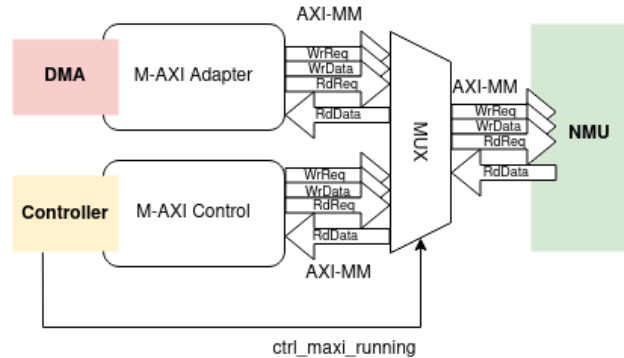 AXI-MM
DMA
M-AXI Adapter
WrReq
WrData
RdReq
RdData
MUX
AXI-MM
WrReq
WrData
RdReq
RdData
NMU
Controller
M-AXI Control
WrReq
WrData
RdReq
RdData
AXI-MM
ctrl_maxi_running